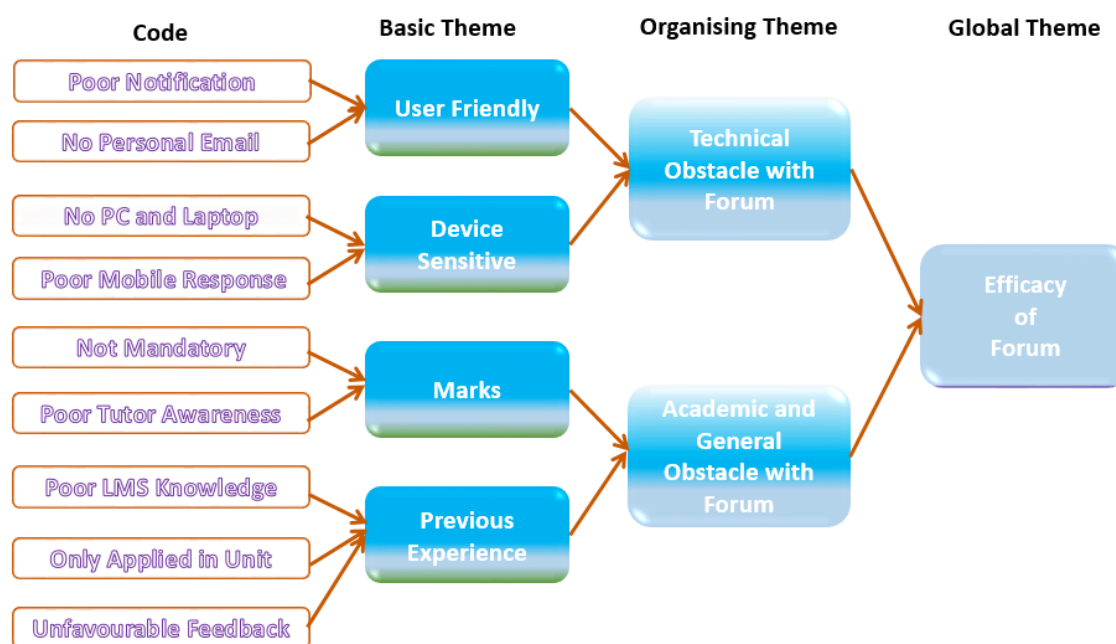 Code
Basic Theme
Organising Theme
Global Theme
Poor Notification
No Personal Email
No PC and Laptop
Poor Mobile Response
Not Mandatory
Poor Tutor Awareness
Poor LMS Knowledge
Only Applied in Unit
Unfavourable Feedback
User Friendly
Device
Sensitive
Marks
Previous
Experience
Technical
Obstacle with
Forum
Academic and
General
Obstacle with
Forum
Efficacy
of
Forum